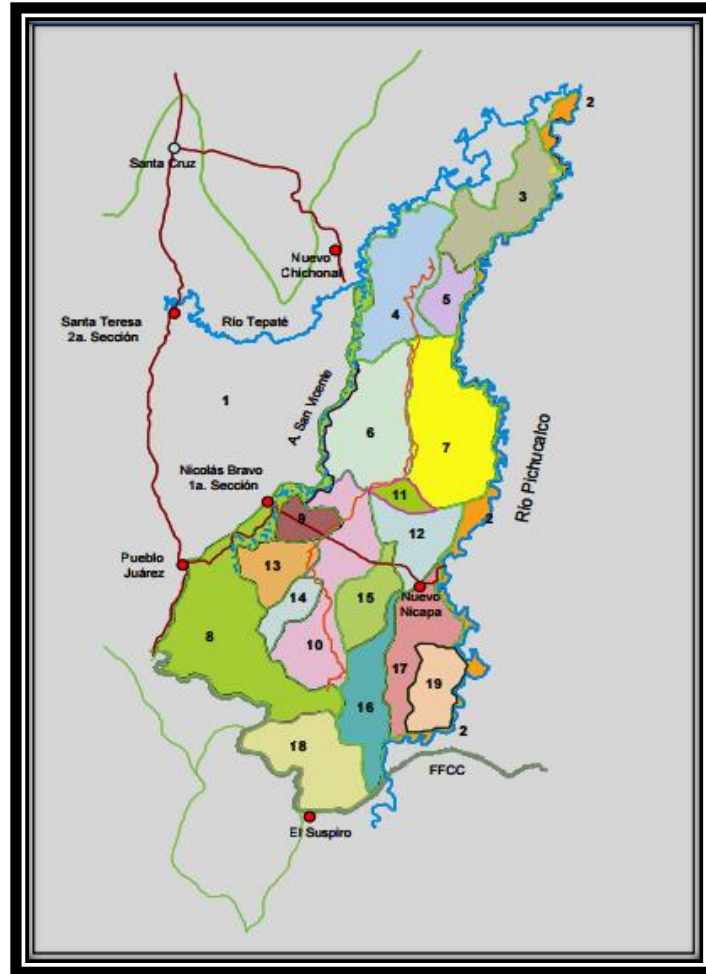 2
Santa Cruz
3
Nuevo
Chichonal
5
4
Santa Teresa
2a. Sección
Río Tepaté
1
A. San Vicente
6
7
Río Pichucalco
Nicolás Bravo
1a. Sección
11
2
9
12
Pueblo
Juárez
13
14
15
Nuevo
Nicapa
8
10
17
19
16
2
18
FFCC
El Suspiro